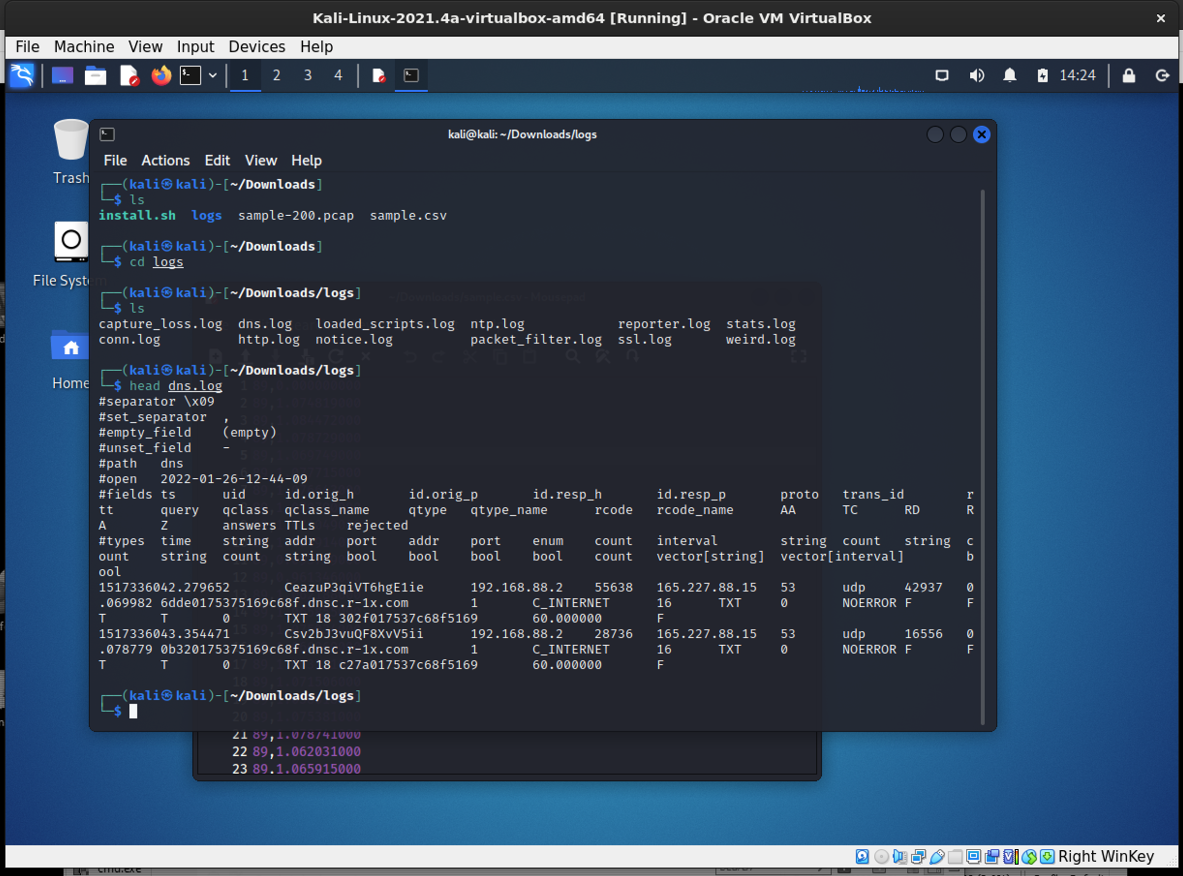 Kali-Linux-2021.4a-virtualbox-amd64 [Running] - Oracle VM VirtualBox
File Machine View Input Devices Help
1 2 3 4 14:24
kali@kali: ~/Downloads/logs
File Actions Edit View Help
Trash
File Syste
Home
┌──(kali㉿kali)-[~/Downloads]
└─$ ls
install.sh logs sample-200.pcap sample.csv
┌──(kali㉿kali)-[~/Downloads]
└─$ cd logs
┌──(kali㉿kali)-[~/Downloads/logs]
└─$ ls
capture_loss.log dns.log loaded_scripts.log ntp.log reporter.log stats.log
conn.log http.log notice.log packet_filter.log ssl.log weird.log
┌──(kali㉿kali)-[~/Downloads/logs]
└─$ head dns.log
#separator \x09
#set_separator ,
#empty_field (empty)
#unset_field -
#path dns
#open 2022-01-26-12-44-09
#fields ts uid id.orig_h id.orig_p id.resp_h id.resp_p proto trans_id r
tt query qclass qclass_name qtype qtype_name rcode rcode_name AA TC RD R
A Z answers TTLs rejected
#types time string addr port addr port enum count interval string count string c
ount string count string bool bool bool bool count vector[string] vector[interval] b
ool
1517336042.279652 CeazuP3qiVT6hgE1ie 192.168.88.2 55638 165.227.88.15 53 udp 42937 0
.069982 6dde0175375169c68f.dnsc.r-1x.com 1 C_INTERNET 16 TXT 0 NOERROR F F
T T 0 TXT 18 302f017537c68f5169 60.000000 F
1517336043.354471 Csv2bJ3vuQF8XvV5ii 192.168.88.2 28736 165.227.88.15 53 udp 16556 0
.078779 0b320175375169c68f.dnsc.r-1x.com 1 C_INTERNET 16 TXT 0 NOERROR F F
T T 0 TXT 18 c27a017537c68f5169 60.000000 F
┌──(kali㉿kali)-[~/Downloads/logs]
└─$
21 89,1.078741000
22 89,1.062031000
23 89,1.065915000
Right WinKey
cmd.exe